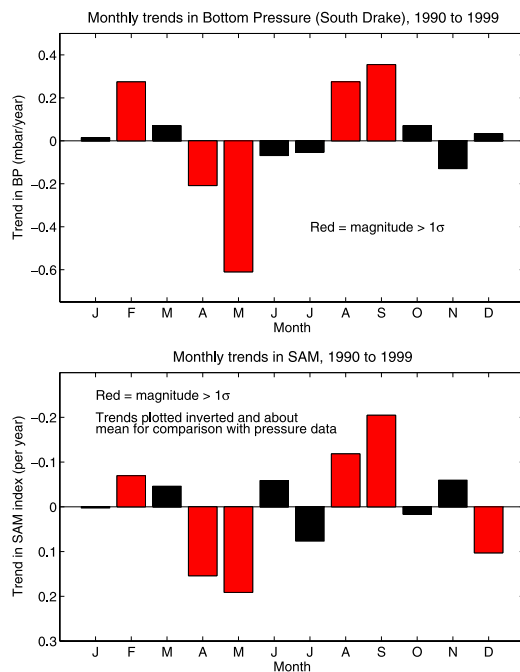 Monthly trends in Bottom Pressure (South Drake), 1990 to 1999
Trend in BP (mbar/year)
0.4
0.2
0
−0.2
−0.4
−0.6
Red = magnitude > 1σ
J F M A M J J A S O N D
Month
Monthly trends in SAM, 1990 to 1999
Trend in SAM index (per year)
−0.2
−0.1
0
0.1
0.2
0.3
Red = magnitude > 1σ
Trends plotted inverted and about
mean for comparison with pressure data
J F M A M J J A S O N D
Month